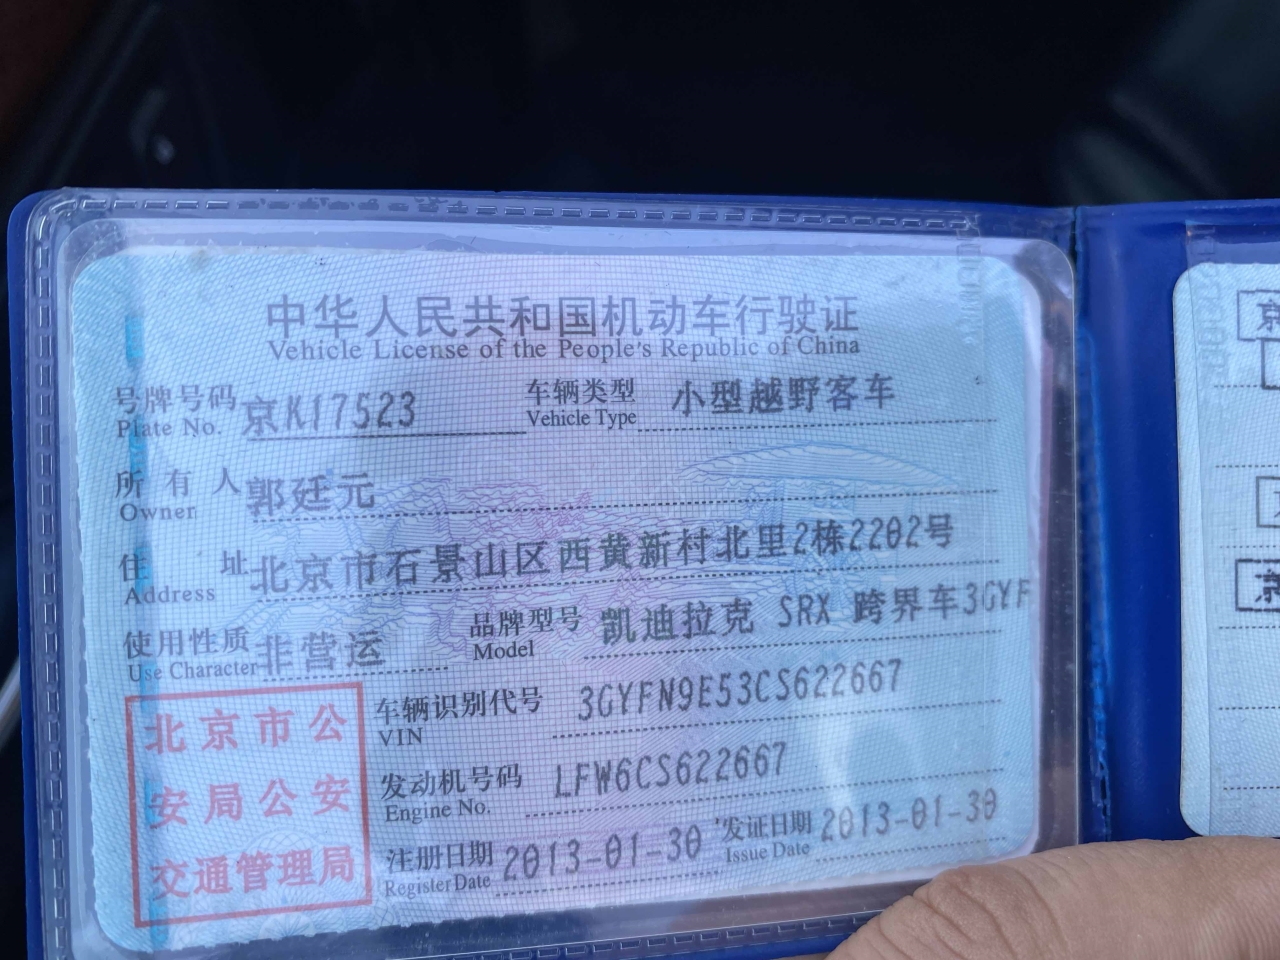 中华人民共和国机动车行驶证
Vehicle License of the People's Republic of China
号牌号码 京K17523 车辆类型 小型越野客车
Plate No. Vehicle Type
所有人 郭廷元
Owner
住址 北京市石景山区西黄新村北里2栋2202号
Address
使用性质 非营运 品牌型号 凯迪拉克 SRX 跨界车3GYF
Use Character Model
车辆识别代号 3GYFN9E53CS622667
VIN
发动机号码 LFW6CS622667
Engine No.
注册日期 2013-01-30 发证日期 2013-01-30
Register Date Issue Date
北京市公
安局公安
交通管理局
京